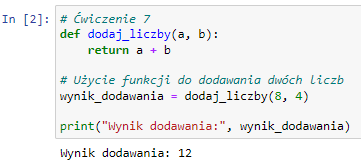 In [2]: # Ćwiczenie 7
def dodaj_liczby(a, b):
    return a + b

# Użycie funkcji do dodawania dwóch liczb
wynik_dodawania = dodaj_liczby(8, 4)

print("Wynik dodawania:", wynik_dodawania)
Wynik dodawania: 12